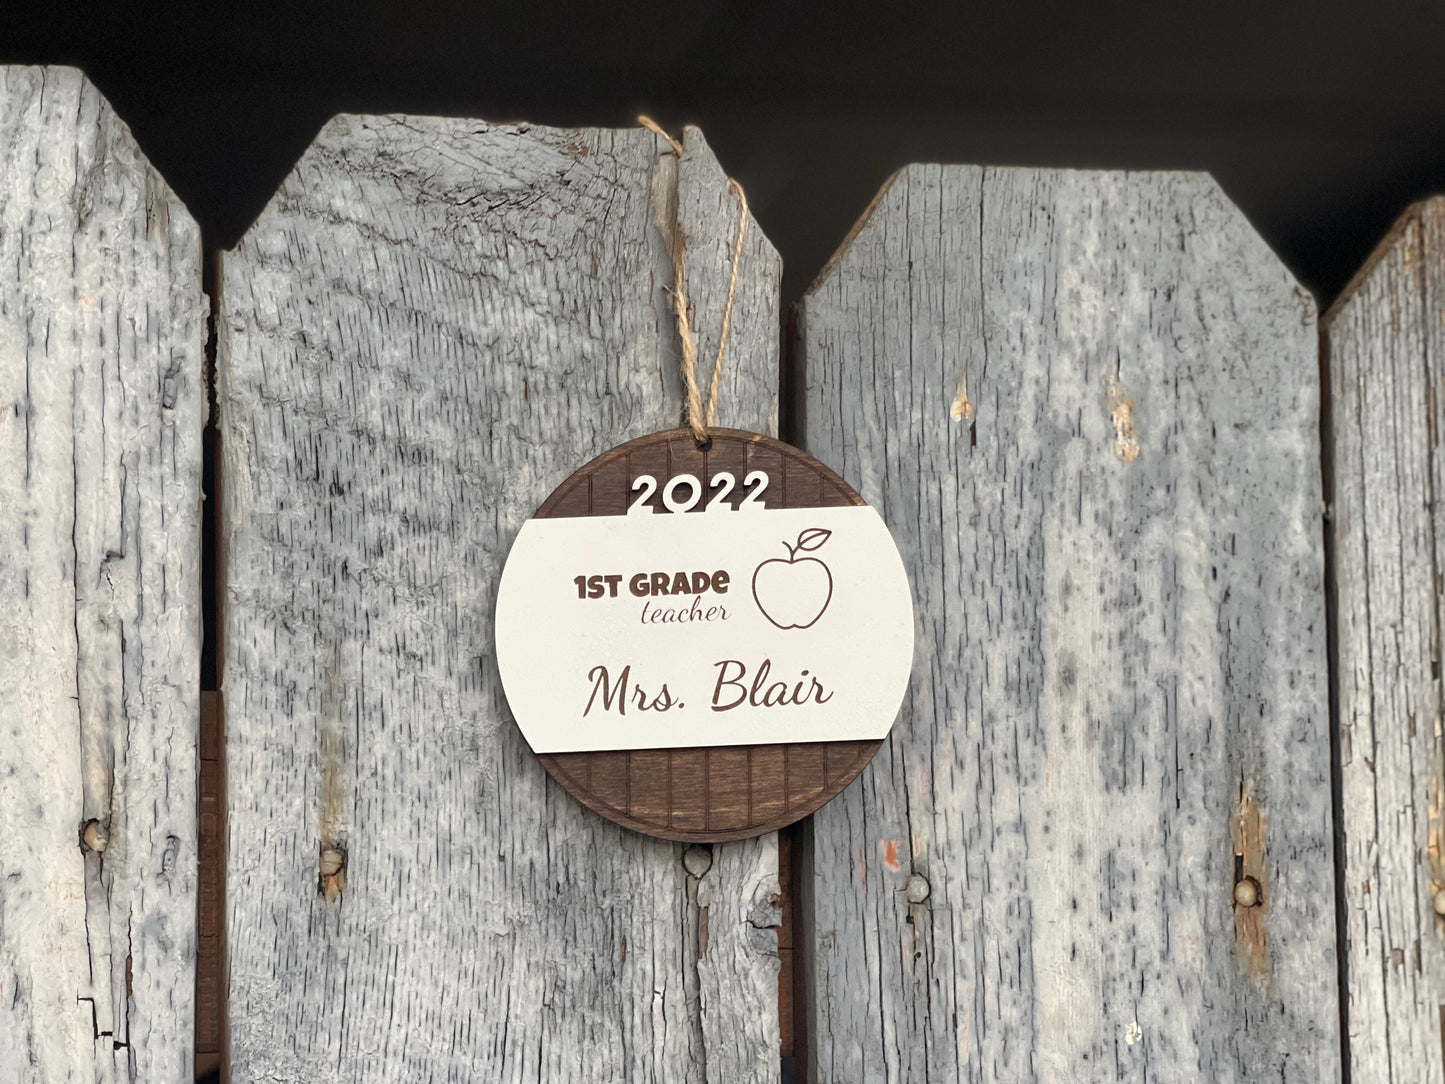 2022
1ST GRADE
teacher
Mrs. Blair